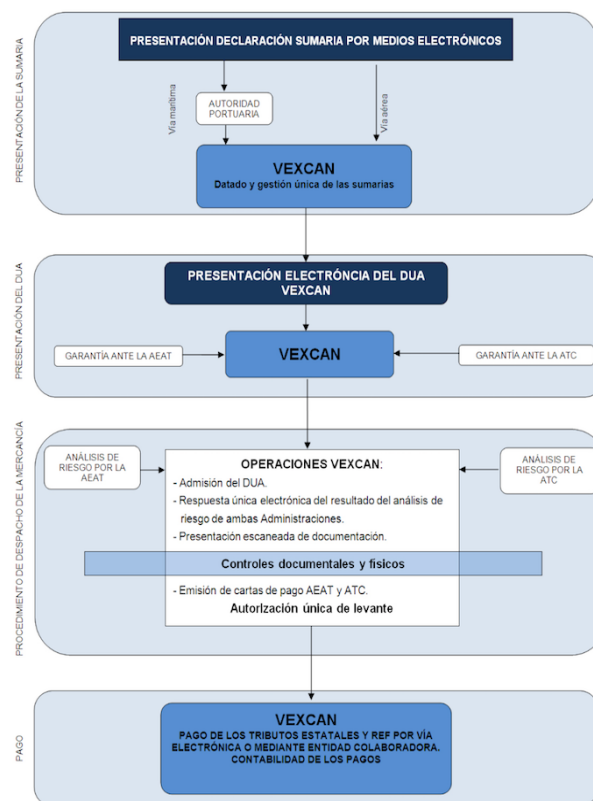 PRESENTACIÓN DE LA SUMARIA
PRESENTACIÓN DECLARACIÓN SUMARIA POR MEDIOS ELECTRÓNICOS
Vía marítima
AUTORIDAD
PORTUARIA
Vía aérea
VEXCAN
Datado y gestión única de las sumarias
PRESENTACIÓN DEL DUA
PRESENTACIÓN ELECTRÓNCIA DEL DUA
VEXCAN
GARANTÍA ANTE LA AEAT
VEXCAN
GARANTÍA ANTE LA ATC
PROCEDIMIENTO DE DESPACHO DE LA MERCANCÍA
ANÁLISIS DE
RIESGO POR LA
AEAT
OPERACIONES VEXCAN:
- Admisión del DUA.
- Respuesta única electrónica del resultado del análisis de
riesgo de ambas Administraciones.
- Presentación escaneada de documentación.
ANÁLISIS DE
RIESGO POR LA
ATC
Controles documentales y físicos
- Emisión de cartas de pago AEAT y ATC.
Autorización única de levante
PAGO
VEXCAN
PAGO DE LOS TRIBUTOS ESTATALES Y REF POR VÍA
ELECTRÓNICA O MEDIANTE ENTIDAD COLABORADORA.
CONTABILIDAD DE LOS PAGOS